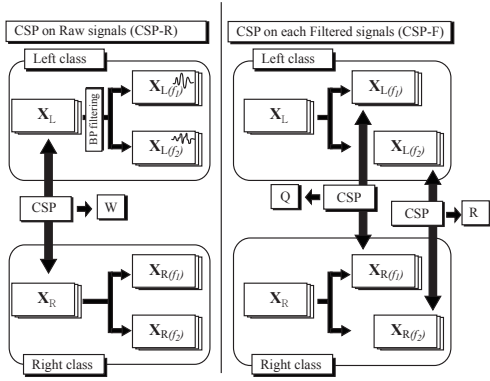 CSP on Raw signals (CSP-R)
Left class
X_L
BP filtering
X_L(f1)
X_L(f2)
CSP
W
X_R
X_R(f1)
X_R(f2)
Right class
CSP on each Filtered signals (CSP-F)
Left class
X_L
X_L(f1)
X_L(f2)
Q
CSP
CSP
R
X_R
X_R(f1)
X_R(f2)
Right class